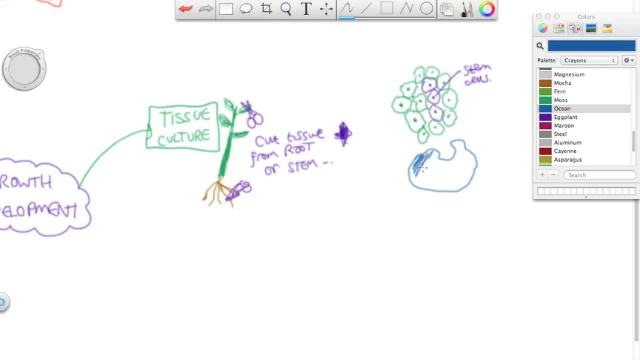 TISSUE
CULTURE
CUt tissue
from ROOT
OR STEM ...
Stem
cells.
ROWTH
ELOPMENT
Colors
Palette:
Crayons
Magnesium
Mocha
Fern
Moss
Ocean
Eggplant
Maroon
Steel
Aluminum
Cayenne
Asparagus
Search
T